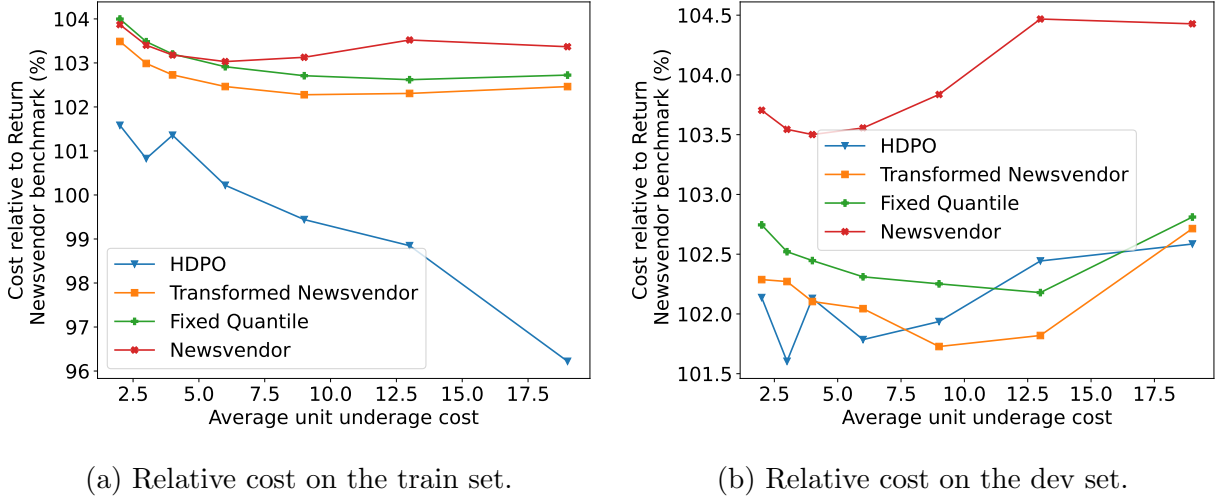 Cost relative to Return
Newsvendor benchmark (%)
104
103
102
101
100
99
98
97
96
HDPO
Transformed Newsvendor
Fixed Quantile
Newsvendor
2.5 5.0 7.5 10.0 12.5 15.0 17.5
Average unit underage cost
(a) Relative cost on the train set.
Cost relative to Return
Newsvendor benchmark (%)
104.5
104.0
103.5
103.0
102.5
102.0
101.5
HDPO
Transformed Newsvendor
Fixed Quantile
Newsvendor
2.5 5.0 7.5 10.0 12.5 15.0 17.5
Average unit underage cost
(b) Relative cost on the dev set.